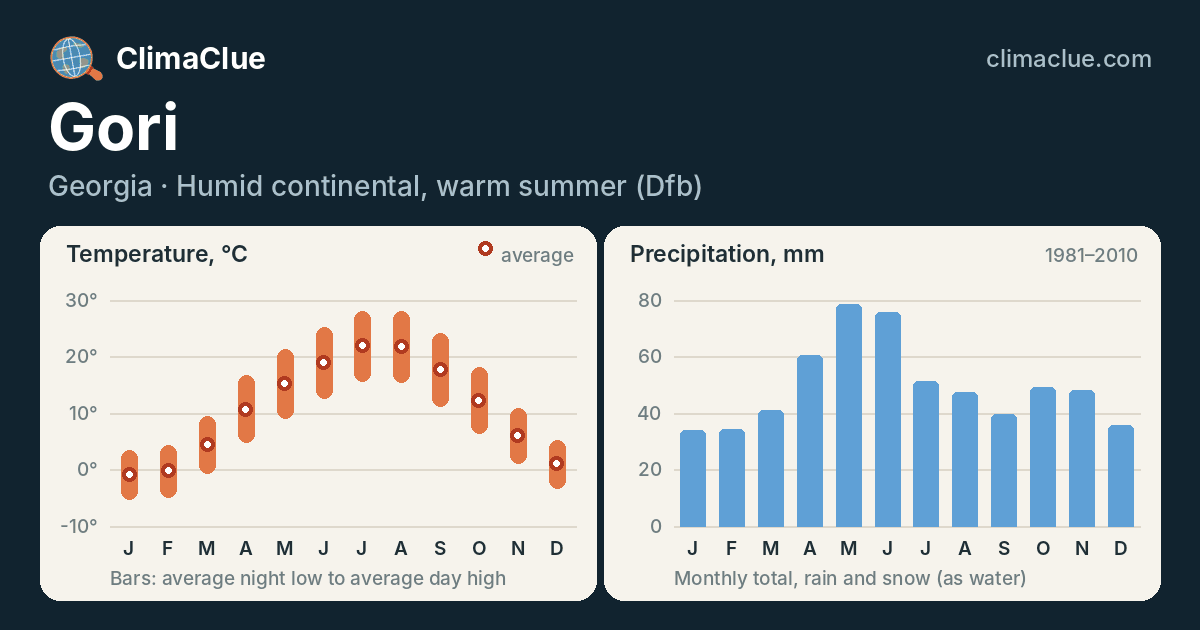 ClimaClue
climaclue.com
Gori
Georgia · Humid continental, warm summer (Dfb)
Temperature, °C
average
30°
20°
10°
0°
-10°
J F M A M J J A S O N D
Bars: average night low to average day high
Precipitation, mm
1981–2010
80
60
40
20
0
J F M A M J J A S O N D
Monthly total, rain and snow (as water)